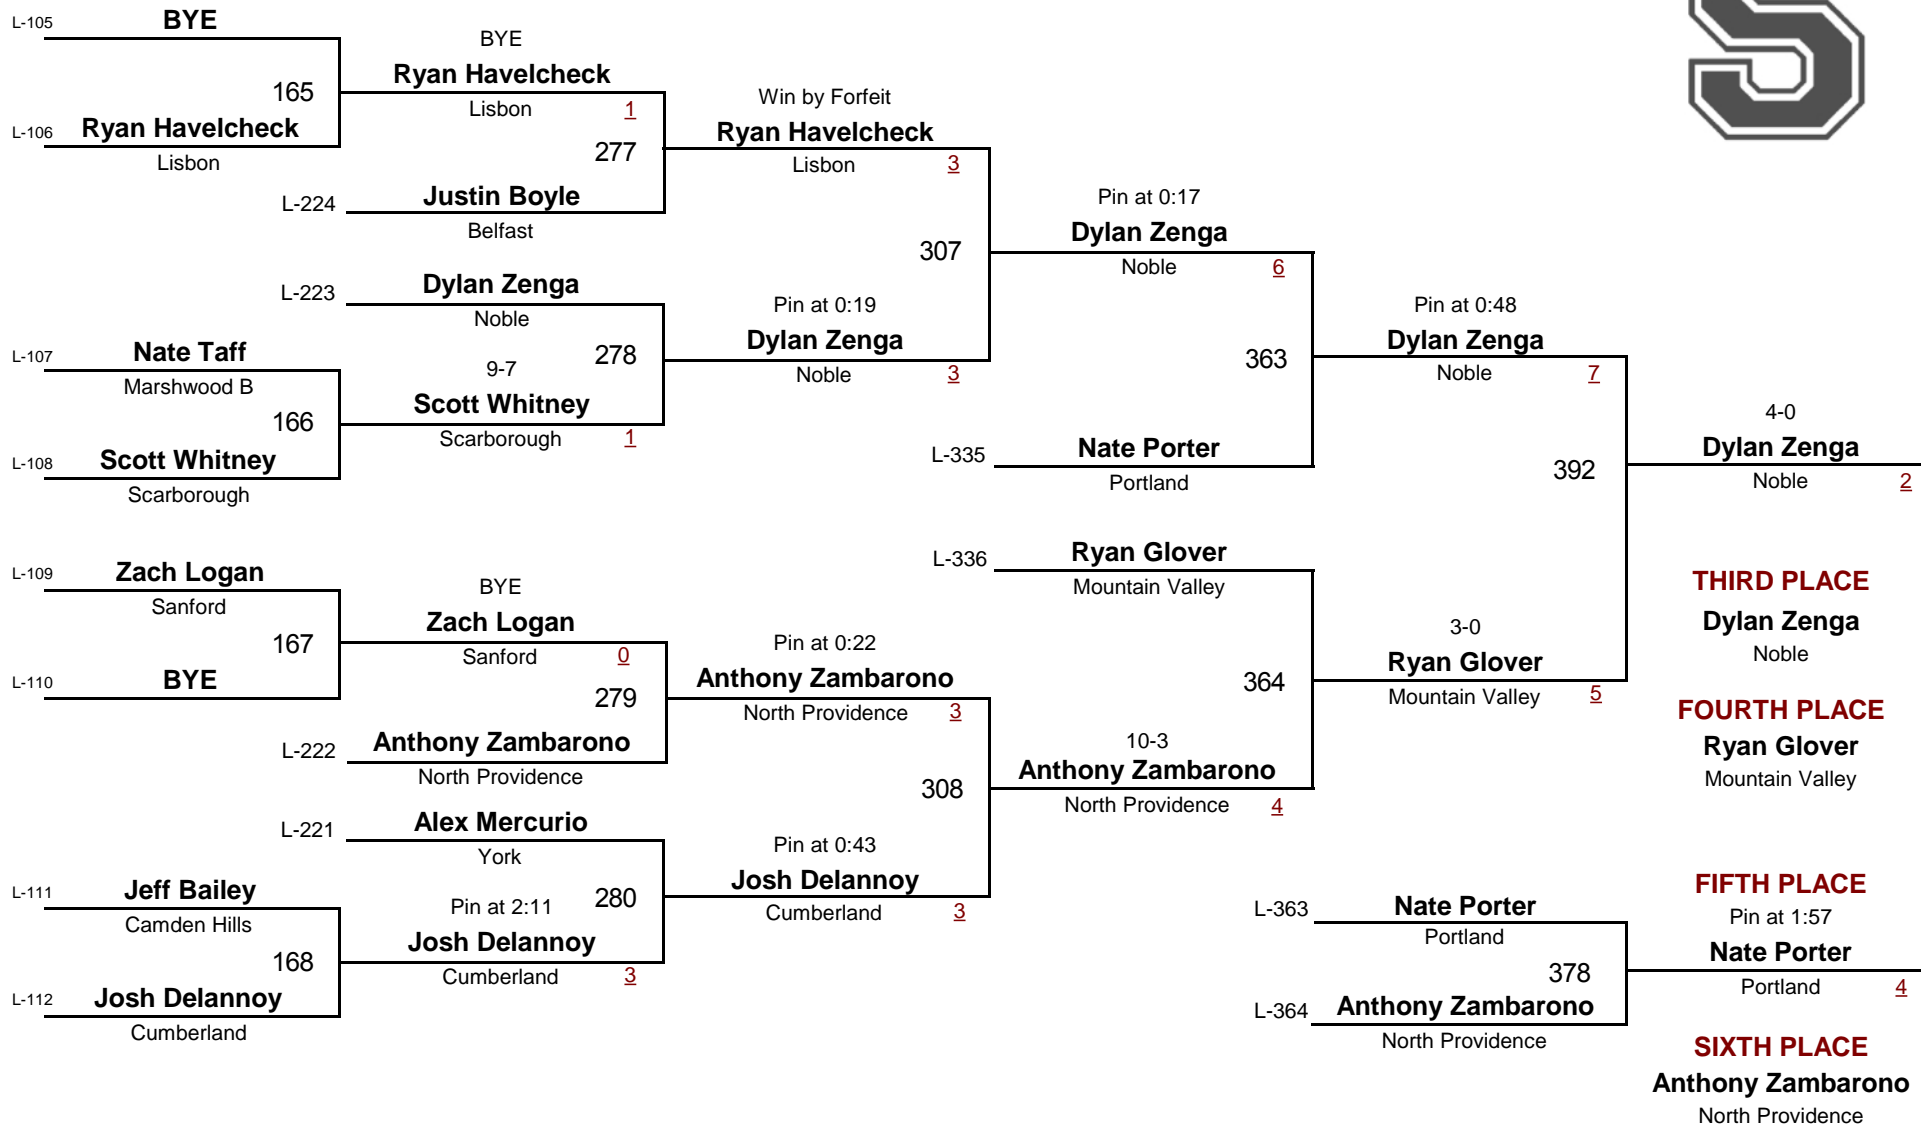 L-105 BYE
165
L-106 Ryan Havelcheck
Lisbon
BYE
Ryan Havelcheck
Lisbon 1
277
L-224 Justin Boyle
Belfast
Win by Forfeit
Ryan Havelcheck
Lisbon 3
307
L-223 Dylan Zenga
Noble
278
L-107 Nate Taff
Marshwood B
166
L-108 Scott Whitney
Scarborough
9-7
Scott Whitney
Scarborough 1
Pin at 0:19
Dylan Zenga
Noble 3
Pin at 0:17
Dylan Zenga
Noble 6
363
L-335 Nate Porter
Portland
Pin at 0:48
Dylan Zenga
Noble 7
392
4-0
Dylan Zenga
Noble 2
L-109 Zach Logan
Sanford
167
L-110 BYE
BYE
Zach Logan
Sanford 0
279
L-222 Anthony Zambarono
North Providence
Pin at 0:22
Anthony Zambarono
North Providence 3
308
L-221 Alex Mercurio
York
280
L-111 Jeff Bailey
Camden Hills
168
L-112 Josh Delannoy
Cumberland
Pin at 2:11
Josh Delannoy
Cumberland 3
Pin at 0:43
Josh Delannoy
Cumberland 3
L-336 Ryan Glover
Mountain Valley
364
10-3
Anthony Zambarono
North Providence 4
3-0
Ryan Glover
Mountain Valley 5
THIRD PLACE
Dylan Zenga
Noble
FOURTH PLACE
Ryan Glover
Mountain Valley
L-363 Nate Porter
Portland
378
L-364 Anthony Zambarono
North Providence
FIFTH PLACE
Pin at 1:57
Nate Porter
Portland 4
SIXTH PLACE
Anthony Zambarono
North Providence
S